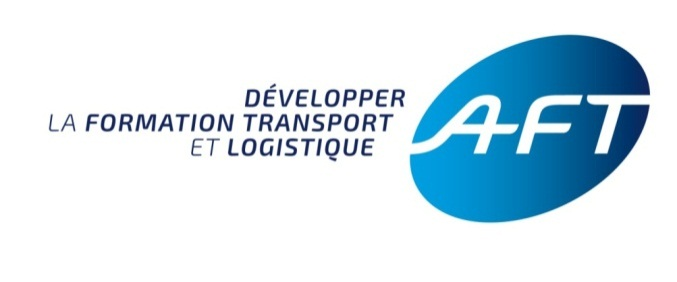 DÉVELOPPER
LA FORMATION TRANSPORT
ET LOGISTIQUE
AFT